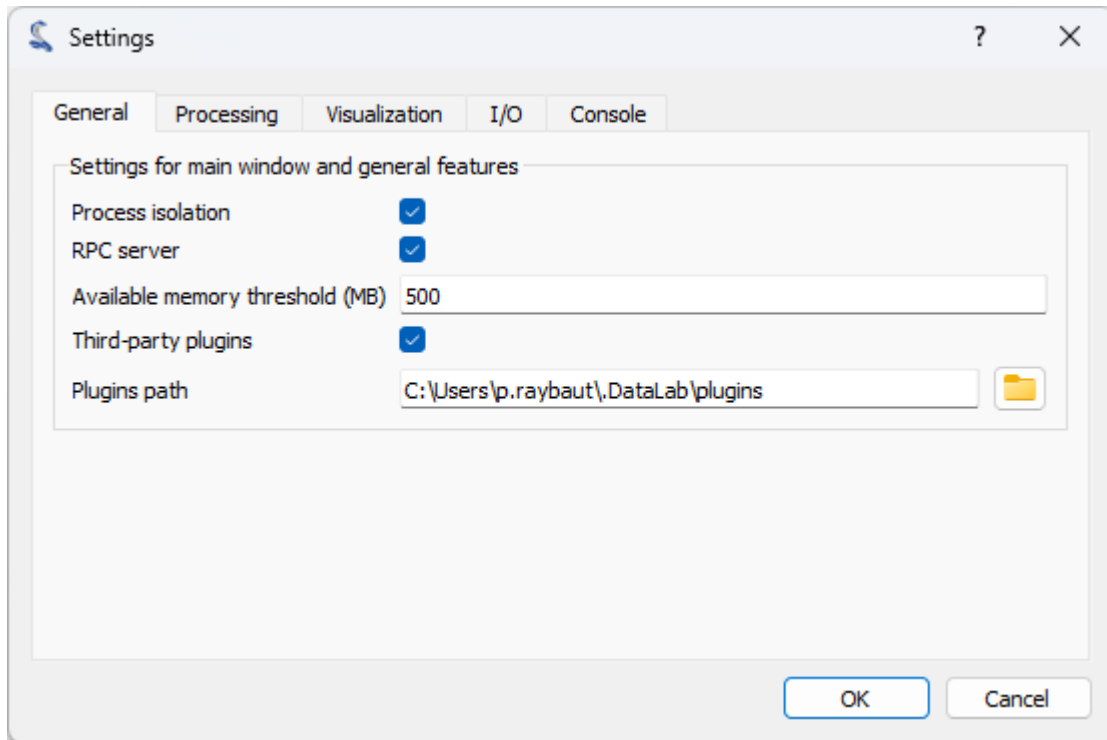 Settings ?
General Processing Visualization I/O Console
Settings for main window and general features
Process isolation
RPC server
Available memory threshold (MB) 500
Third-party plugins
Plugins path C:\Users\p.raybaut\.DataLab\plugins
OK Cancel